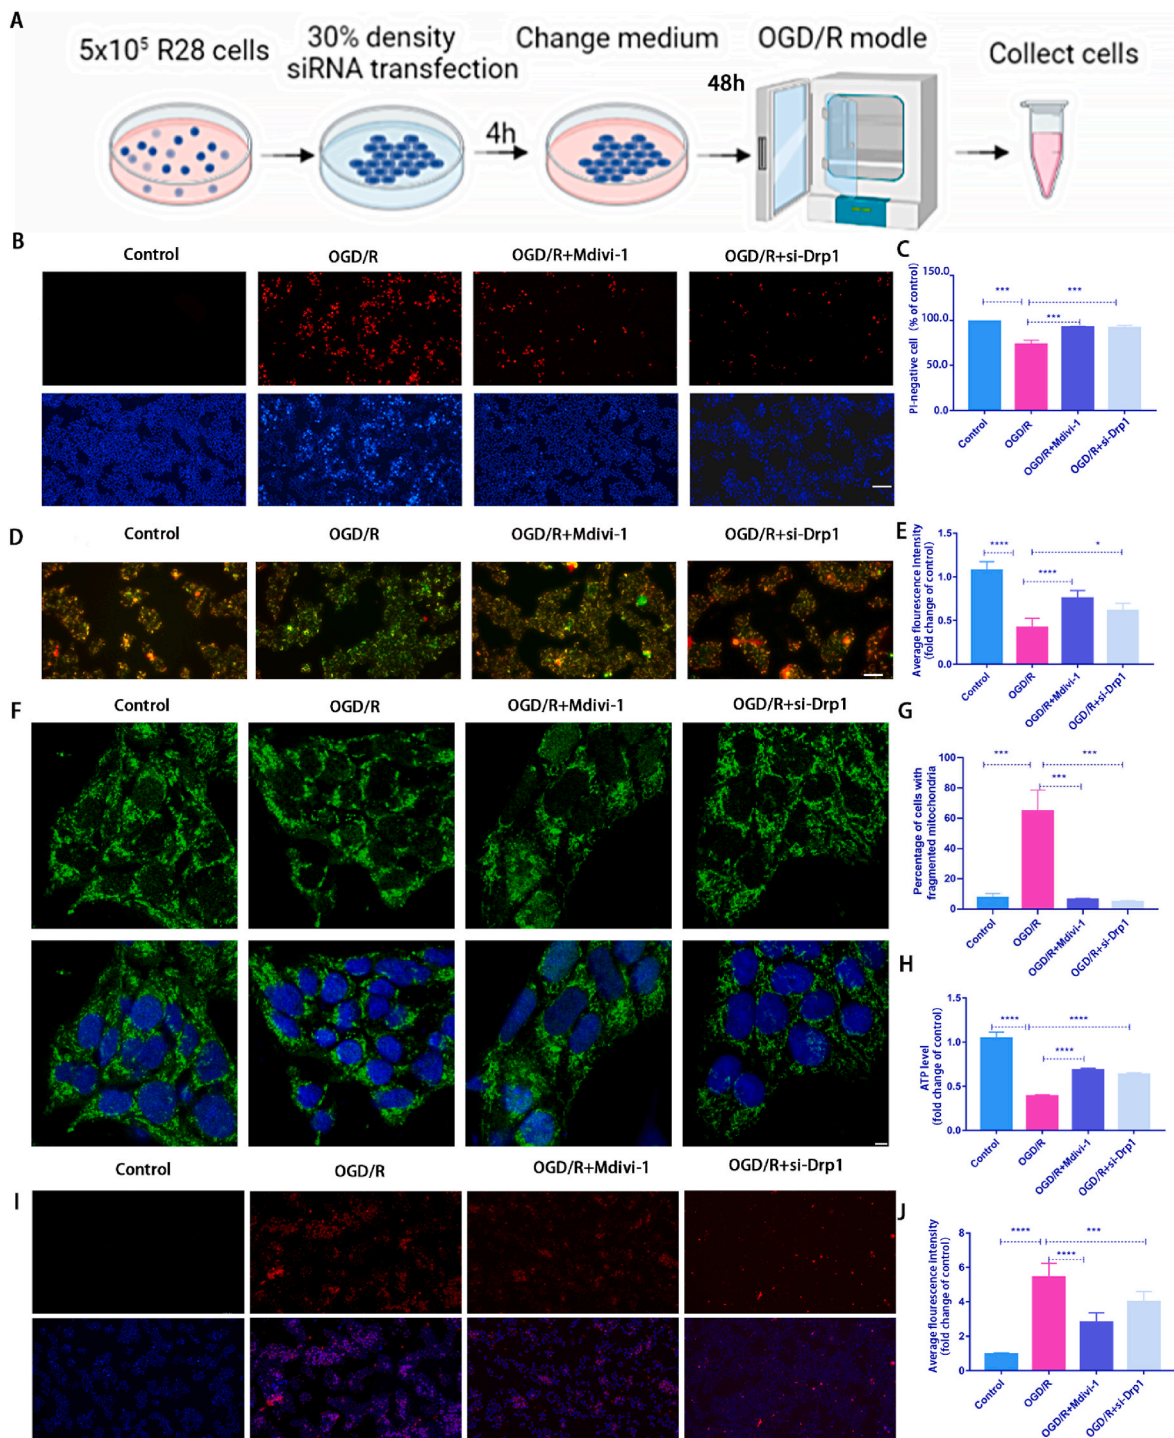 A
5x10⁵ R28 cells
30% density
siRNA transfection
Change medium
OGD/R modle
Collect cells
4h
48h
B
Control
OGD/R
OGD/R+Mdivi-1
OGD/R+si-Drp1
C
PI-negative cell (% of control)
150.0
100.0
50.0
0.0
***
***
***
Control
OGD/R
OGD/R+Mdivi-1
OGD/R+si-Drp1
D
Control
OGD/R
OGD/R+Mdivi-1
OGD/R+si-Drp1
E
Average flourescence Intensity
(fold change of control)
1.5
1.0
0.5
0.0
****
*
****
Control
OGD/R
OGD/R+Mdivi-1
OGD/R+si-Drp1
F
Control
OGD/R
OGD/R+Mdivi-1
OGD/R+si-Drp1
G
Percentage of cells with
fragmented mitochondria
100
80
60
40
20
0
***
***
***
Control
OGD/R
OGD/R+Mdivi-1
OGD/R+si-Drp1
H
ATP level
(fold change of control)
1.5
1.0
0.5
0.0
****
****
****
Control
OGD/R
OGD/R+Mdivi-1
OGD/R+si-Drp1
I
Control
OGD/R
OGD/R+Mdivi-1
OGD/R+si-Drp1
J
Average flourescence Intensity
(fold change of control)
8
6
4
2
0
****
***
****
Control
OGD/R
OGD/R+Mdivi-1
OGD/R+si-Drp1